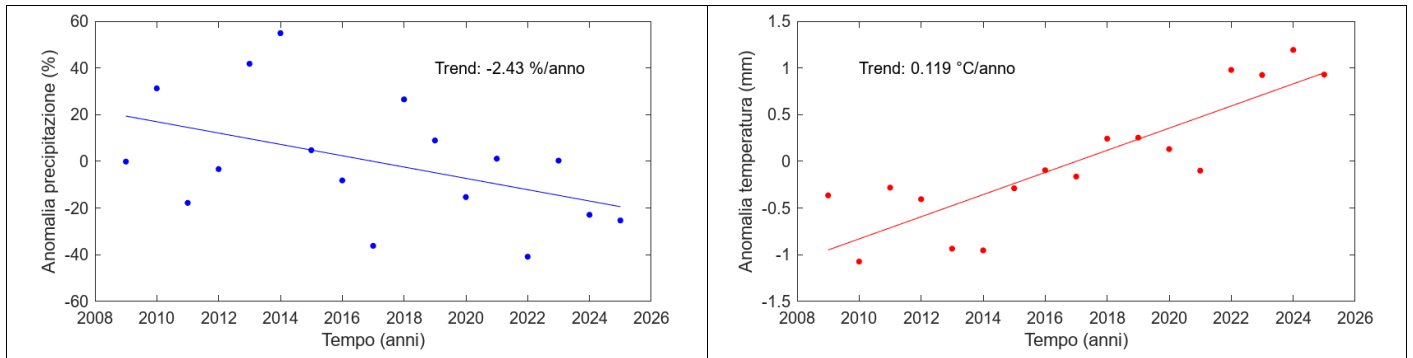 60
40
20
0
-20
-40
-60
Anomalia precipitazione (%)
Trend: -2.43 %/anno
2008 2010 2012 2014 2016 2018 2020 2022 2024 2026
Tempo (anni)
1.5
1
0.5
0
-0.5
-1
-1.5
Anomalia temperatura (mm)
Trend: 0.119 °C/anno
2008 2010 2012 2014 2016 2018 2020 2022 2024 2026
Tempo (anni)